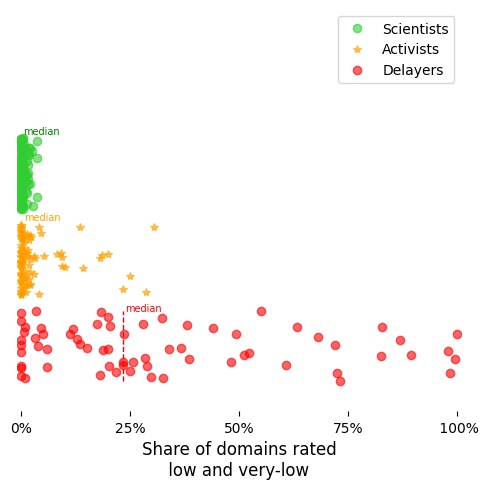 Scientists
Activists
Delayers
median
median
median
0%
25%
50%
75%
100%
Share of domains rated
low and very-low